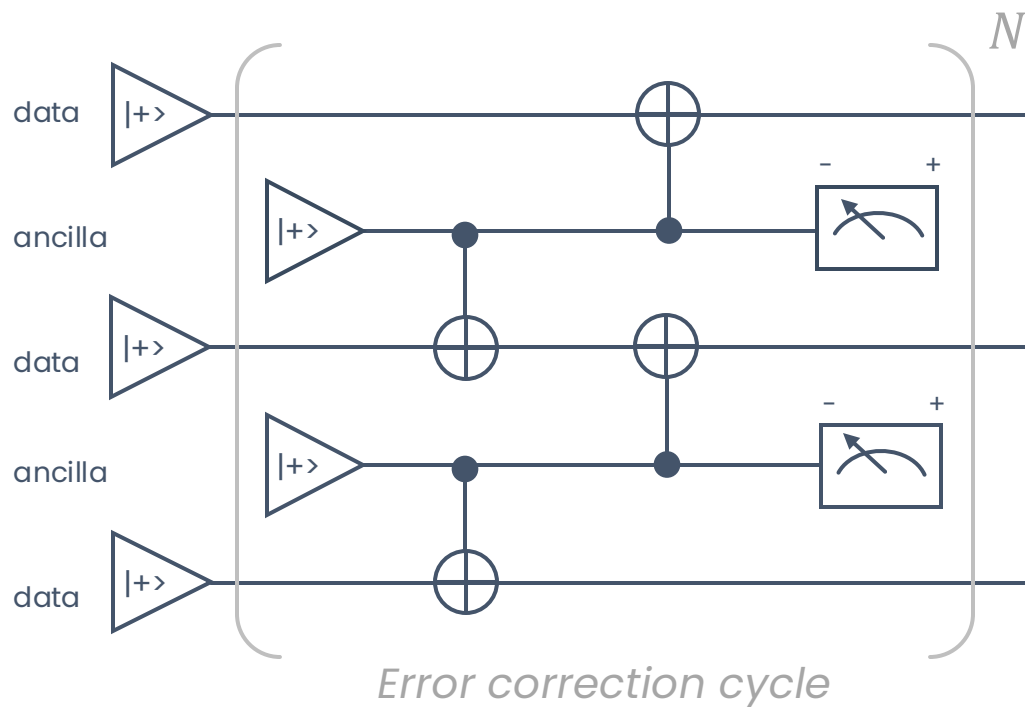 N
data |+>
- +
ancilla |+>
data |+>
- +
ancilla |+>
data |+>
Error correction cycle